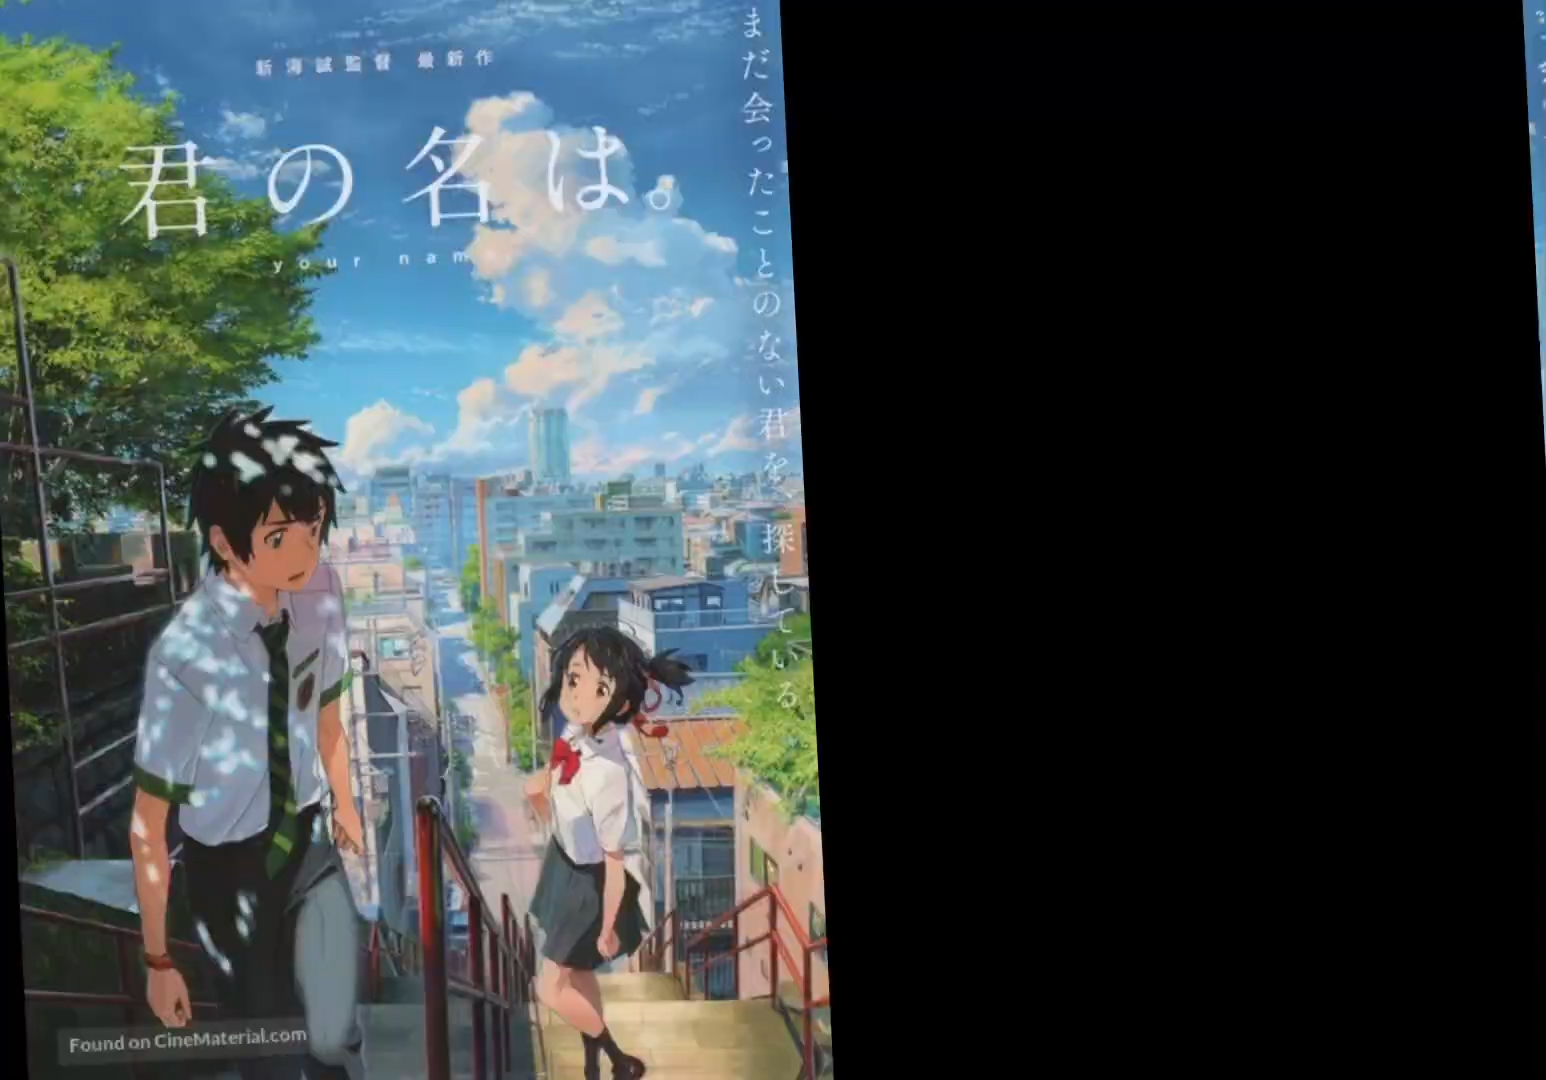 新海誠監督 最新作
君の名は。
your nam
まだ会ったことのない君を、探している
Found on CineMaterial.com